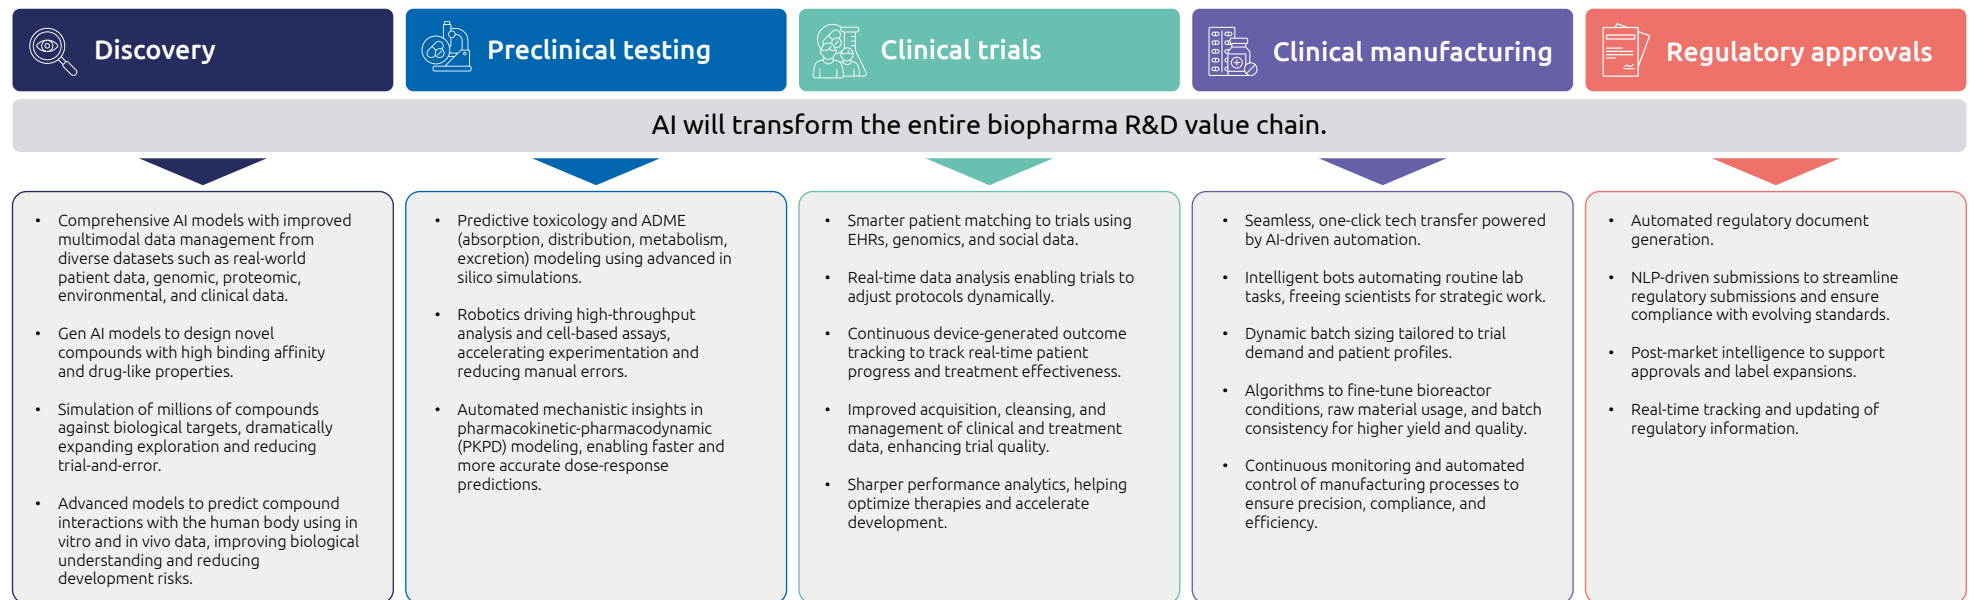 Discovery
Preclinical testing
Clinical trials
Clinical manufacturing
Regulatory approvals
AI will transform the entire biopharma R&D value chain.
• Comprehensive AI models with improved
multimodal data management from
diverse datasets such as real-world
patient data, genomic, proteomic,
environmental, and clinical data.
• Gen AI models to design novel
compounds with high binding affinity
and drug-like properties.
• Simulation of millions of compounds
against biological targets, dramatically
expanding exploration and reducing
trial-and-error.
• Advanced models to predict compound
interactions with the human body using in
vitro and in vivo data, improving biological
understanding and reducing
development risks.
• Predictive toxicology and ADME
(absorption, distribution, metabolism,
excretion) modeling using advanced in
silico simulations.
• Robotics driving high-throughput
analysis and cell-based assays,
accelerating experimentation and
reducing manual errors.
• Automated mechanistic insights in
pharmacokinetic-pharmacodynamic
(PKPD) modeling, enabling faster and
more accurate dose-response
predictions.
• Smarter patient matching to trials using
EHRs, genomics, and social data.
• Real-time data analysis enabling trials to
adjust protocols dynamically.
• Continuous device-generated outcome
tracking to track real-time patient
progress and treatment effectiveness.
• Improved acquisition, cleansing, and
management of clinical and treatment
data, enhancing trial quality.
• Sharper performance analytics, helping
optimize therapies and accelerate
development.
• Seamless, one-click tech transfer powered
by AI-driven automation.
• Intelligent bots automating routine lab
tasks, freeing scientists for strategic work.
• Dynamic batch sizing tailored to trial
demand and patient profiles.
• Algorithms to fine-tune bioreactor
conditions, raw material usage, and batch
consistency for higher yield and quality.
• Continuous monitoring and automated
control of manufacturing processes to
ensure precision, compliance, and
efficiency.
• Automated regulatory document
generation.
• NLP-driven submissions to streamline
regulatory submissions and ensure
compliance with evolving standards.
• Post-market intelligence to support
approvals and label expansions.
• Real-time tracking and updating of
regulatory information.